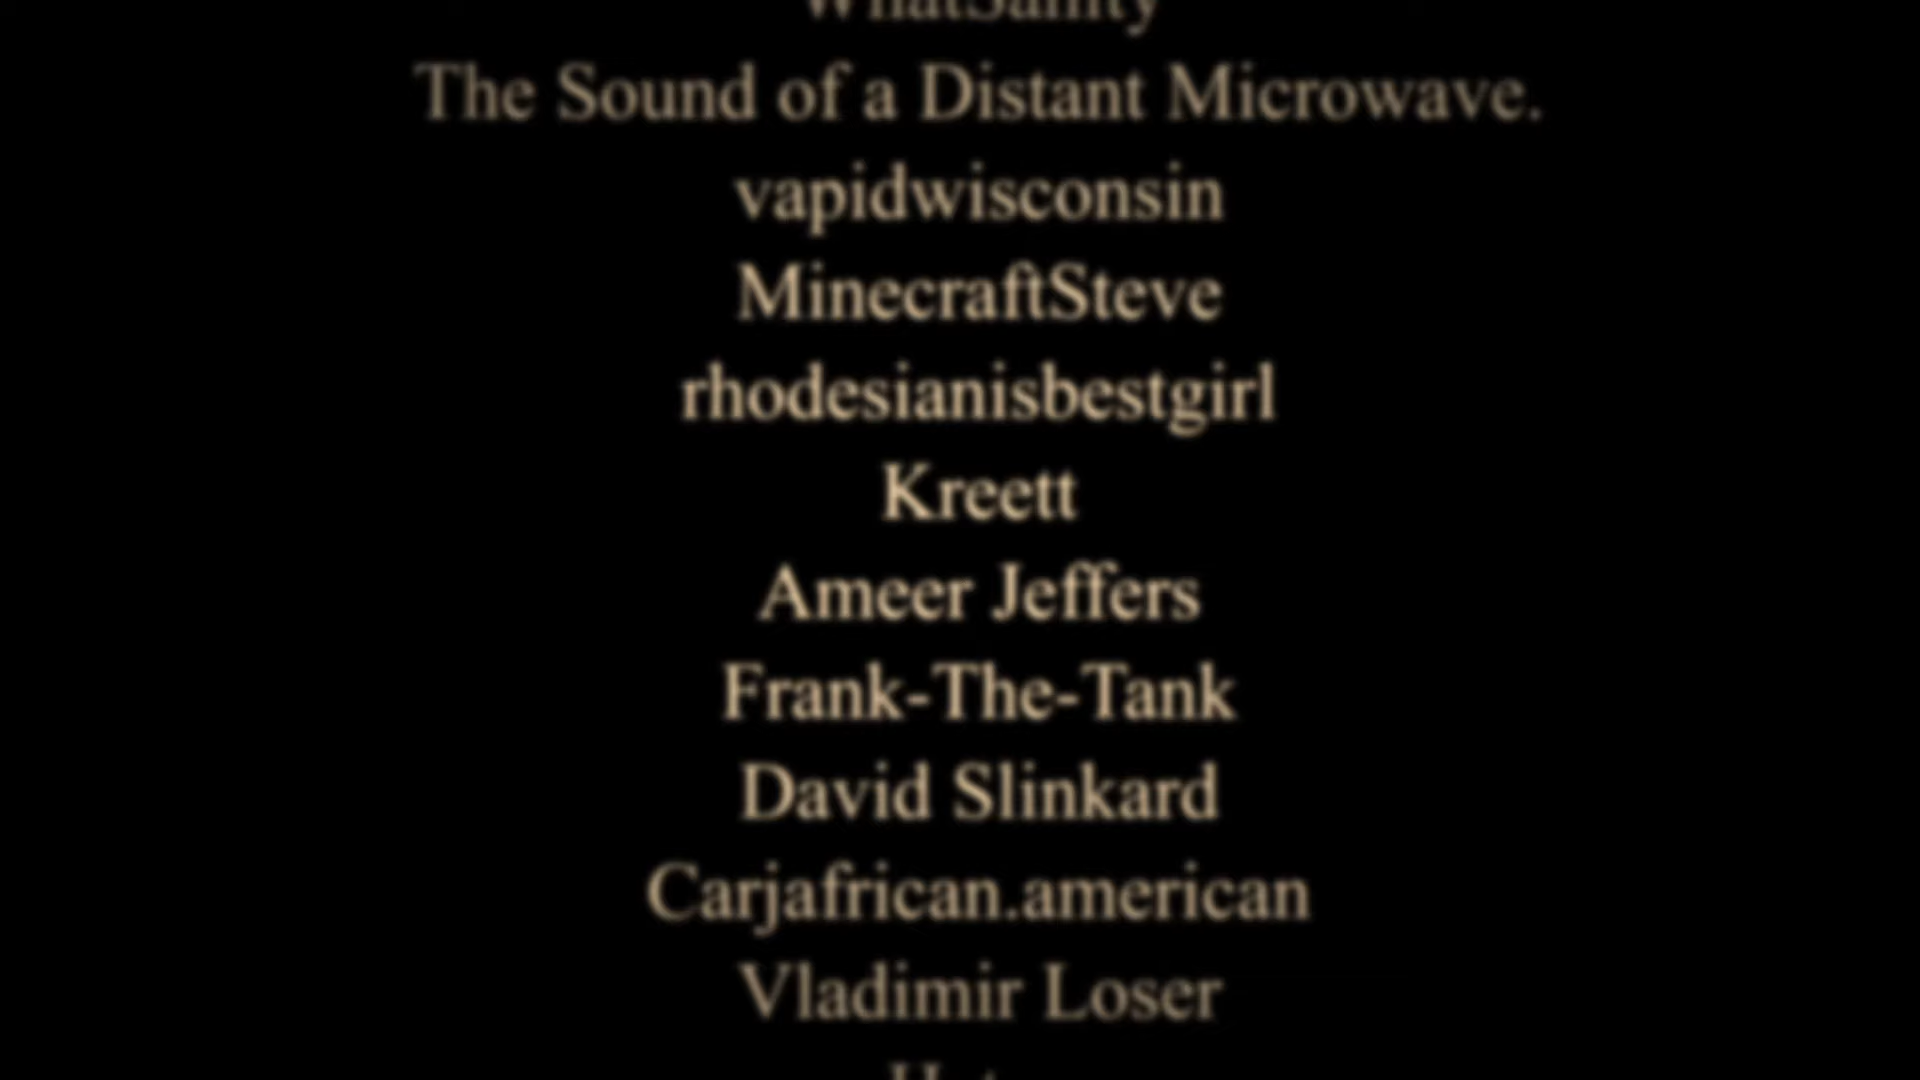 WhatSanity
The Sound of a Distant Microwave.
vapidwisconsin
MinecraftSteve
rhodesianisbestgirl
Kreett
Ameer Jeffers
Frank-The-Tank
David Slinkard
Carjafrican.american
Vladimir Loser